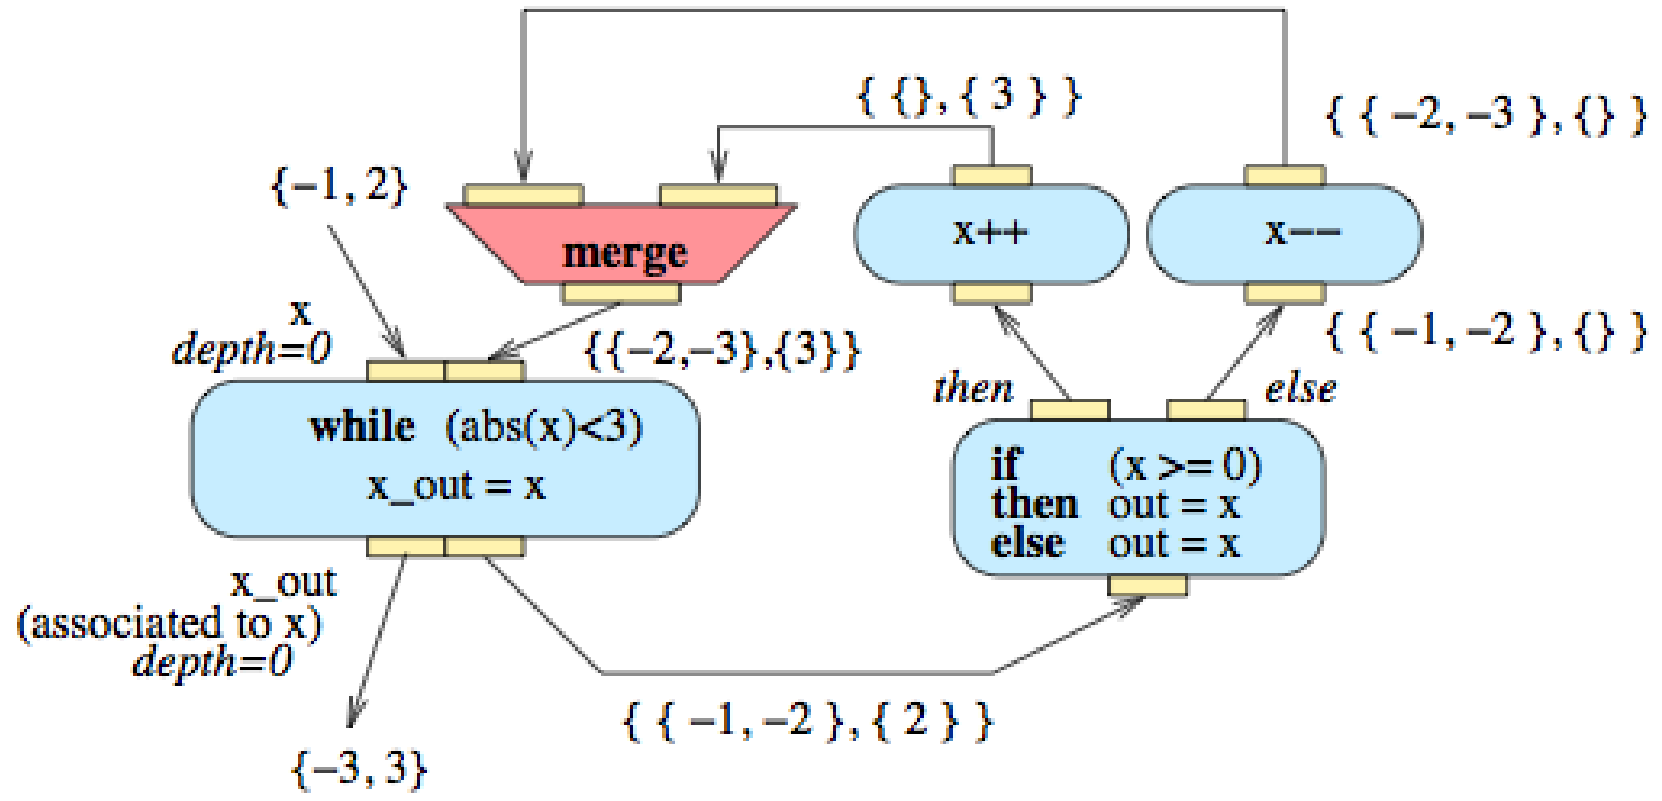 { {}, { 3 } }
{ { −2, −3 }, {} }
{−1, 2}
x++
x−−
merge
x
depth=0
{{−2,−3},{3}}
{ { −1, −2 }, {} }
then
else
while (abs(x)<3)
x_out = x
if (x >= 0)
then out = x
else out = x
x_out
(associated to x)
depth=0
{ { −1, −2 }, { 2 } }
{−3, 3}